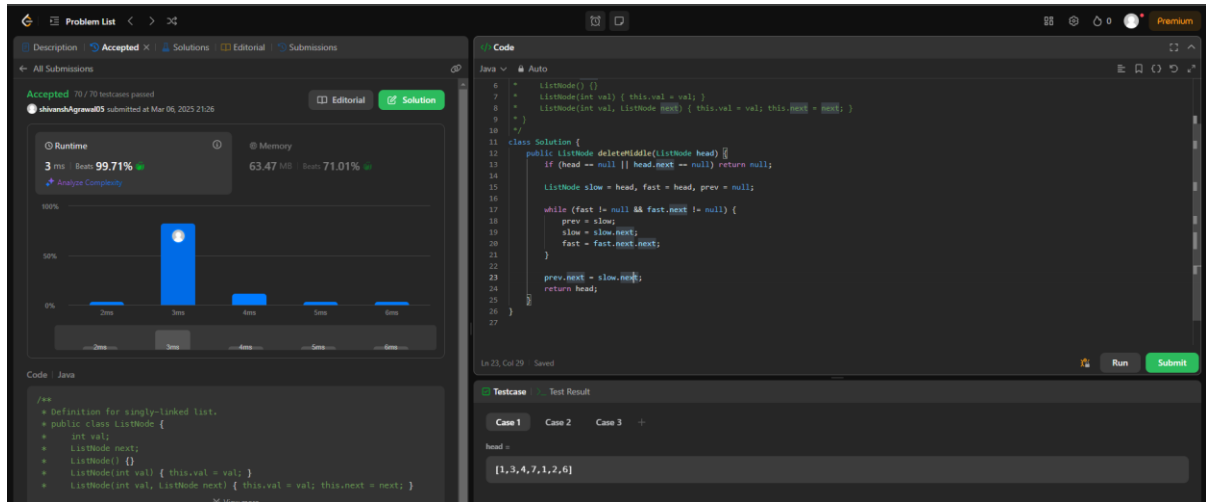 Problem List
0
Premium
Description
Accepted
Solutions
Editorial
Submissions
All Submissions
Accepted 70 / 70 testcases passed
shivanshAgrawal05 submitted at Mar 06, 2025 21:26
Editorial
Solution
Runtime
3 ms Beats 99.71%
Analyze Complexity
Memory
63.47 MB Beats 71.01%
100%
50%
0%
2ms 3ms 4ms 5ms 6ms
2ms 3ms 4ms 5ms 6ms
Code Java
/**
* Definition for singly-linked list.
* public class ListNode {
*     int val;
*     ListNode next;
*     ListNode() {}
*     ListNode(int val) { this.val = val; }
*     ListNode(int val, ListNode next) { this.val = val; this.next = next; }
Code
Java Auto
6 *     ListNode() {}
7 *     ListNode(int val) { this.val = val; }
8 *     ListNode(int val, ListNode next) { this.val = val; this.next = next; }
9 * }
10 */
11 class Solution {
12     public ListNode deleteMiddle(ListNode head) {
13         if (head == null || head.next == null) return null;
14
15         ListNode slow = head, fast = head, prev = null;
16
17         while (fast != null && fast.next != null) {
18             prev = slow;
19             slow = slow.next;
20             fast = fast.next.next;
21         }
22
23         prev.next = slow.next;
24         return head;
25     }
26 }
27
Ln 23, Col 29 Saved
Run
Submit
Testcase
>_ Test Result
Case 1 Case 2 Case 3 +
head =
[1,3,4,7,1,2,6]